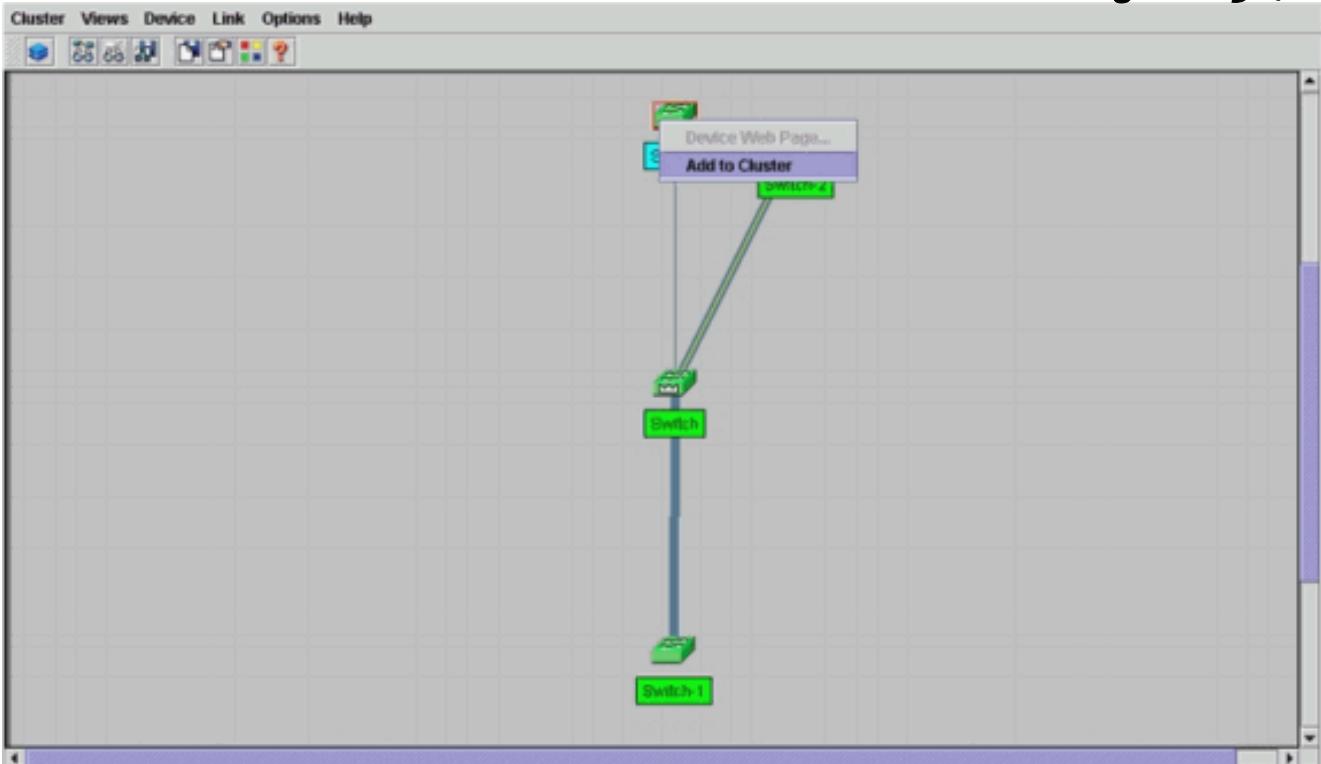 Cluster Views Device Link Options Help
Device Web Page...
Add to Cluster
Switch-2
Switch
Switch-1